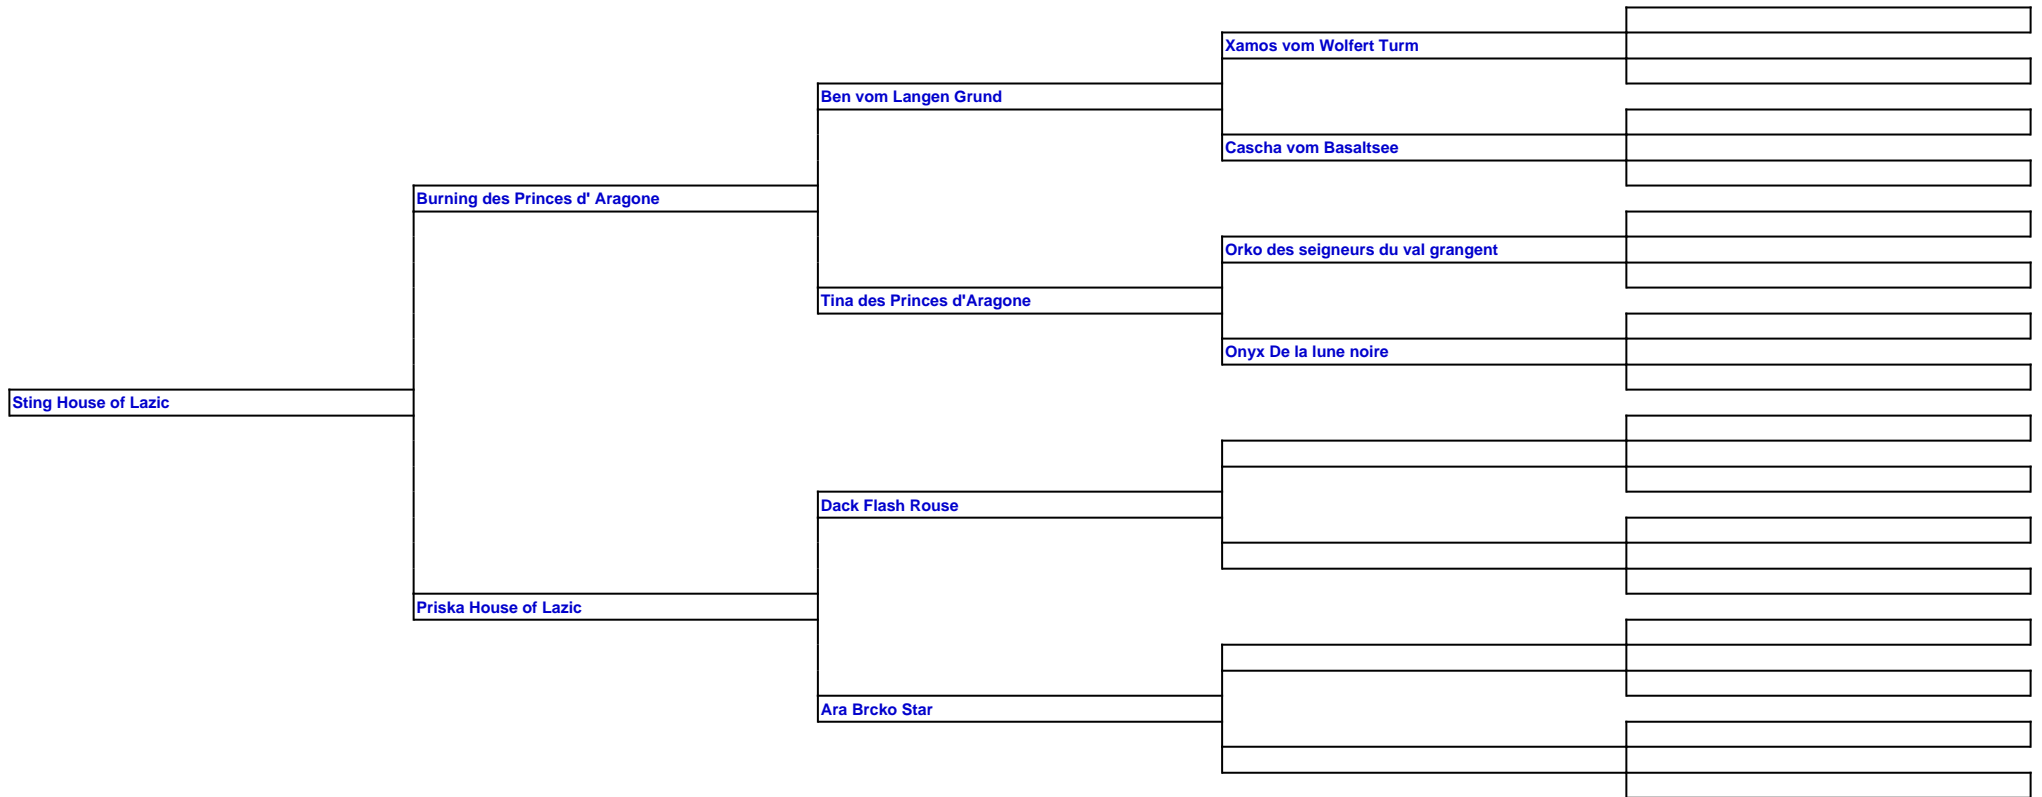 Xamos vom Wolfert Turm
Ben vom Langen Grund
Cascha vom Basaltsee
Burning des Princes d' Aragone
Orko des seigneurs du val grangent
Tina des Princes d'Aragone
Onyx De la lune noire
Sting House of Lazic
Dack Flash Rouse
Priska House of Lazic
Ara Brcko Star